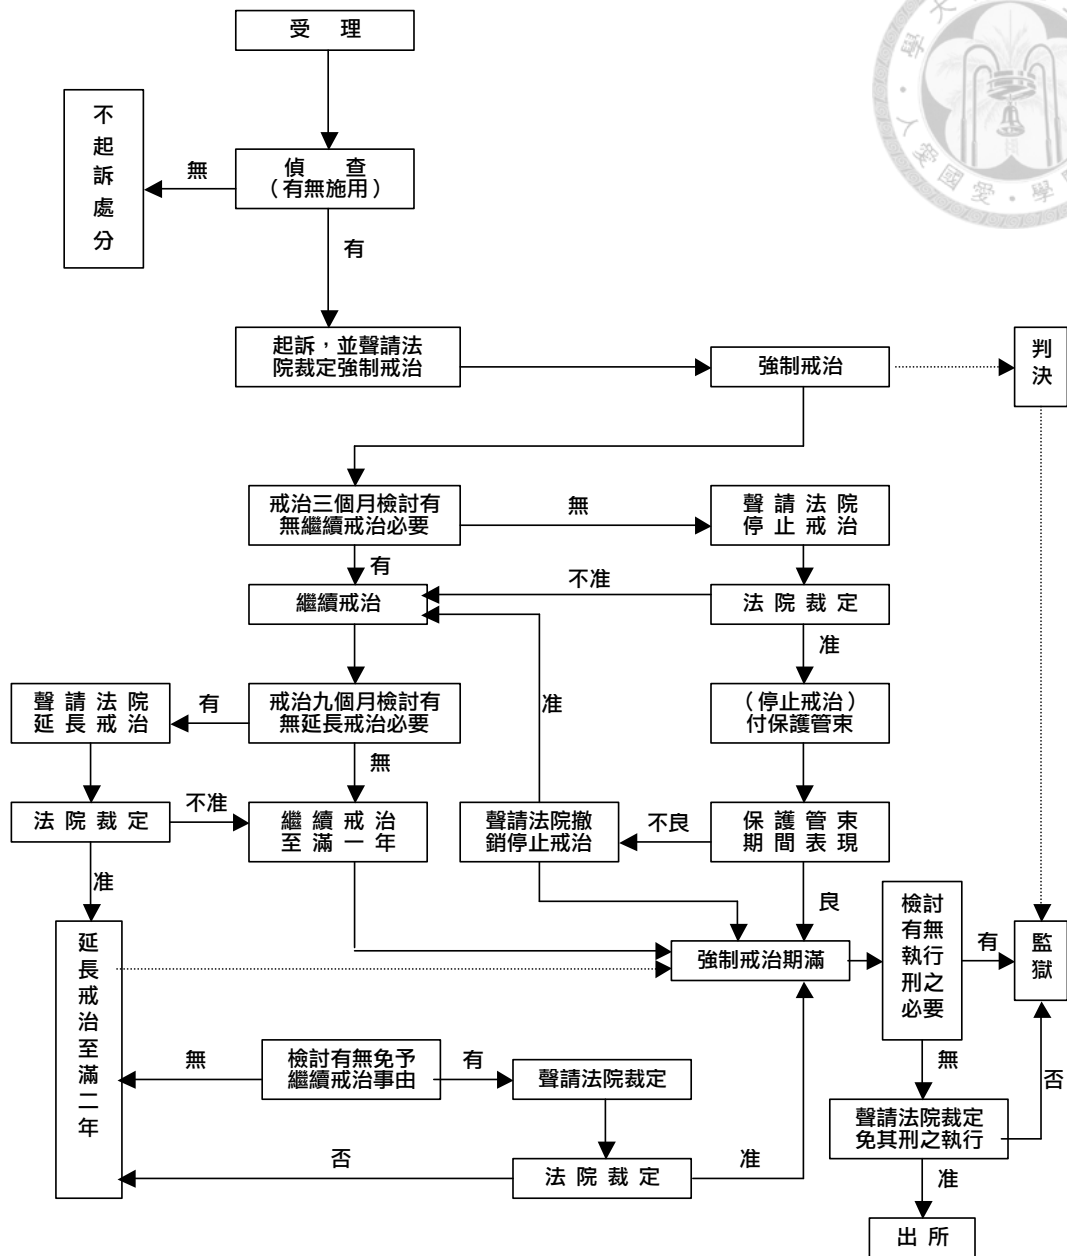 受 理
不起訴處分
無
偵 查
（有無施用）
有
起訴，並聲請法
院裁定強制戒治
強制戒治
判決
戒治三個月檢討有
無繼續戒治必要
無
聲請法院
停止戒治
有
不准
繼續戒治
法院裁定
准
聲請法院
延長戒治
有
戒治九個月檢討有
無延長戒治必要
准
（停止戒治）
付保護管束
無
法院裁定
不准
繼續戒治
至滿一年
聲請法院撤
銷停止戒治
不良
保護管束
期間表現
准
良
檢討有無執行刑之必要
有
監獄
延長戒治至滿二年
強制戒治期滿
無
檢討有無免予
繼續戒治事由
有
聲請法院裁定
無
否
聲請法院裁定
免其刑之執行
否
法院裁定
准
准
出所
學 大
人 愛 國 愛 · 學